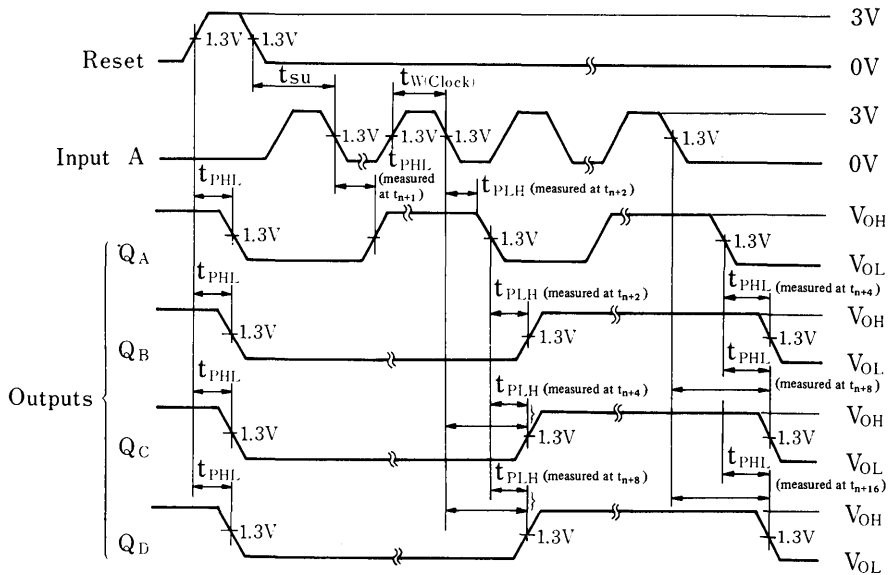 3V
1.3V 1.3V
Reset
0V
tsu tW(Clock)
3V
1.3V 1.3V 1.3V 1.3V
Input A
0V
tPHL tPHL (measured at tn+1) tPLH (measured at tn+2)
VOH
1.3V 1.3V 1.3V
QA
VOL
tPHL tPLH (measured at tn+2) tPHL (measured at tn+4)
VOH
1.3V 1.3V 1.3V
QB
VOL
tPHL tPHL
Outputs
tPLH (measured at tn+4) (measured at tn+8)
VOH
1.3V 1.3V 1.3V
QC
VOL
tPHL tPLH (measured at tn+8) tPHL (measured at tn+16)
VOH
1.3V 1.3V 1.3V
QD
VOL